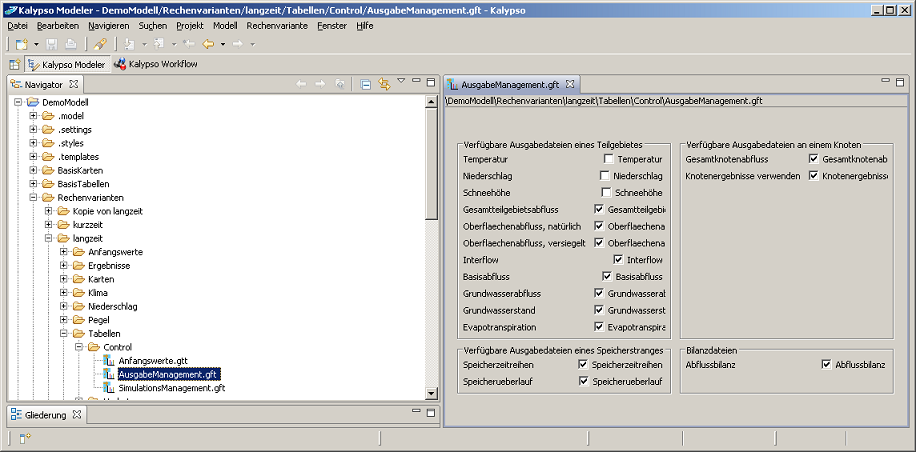 Kalypso Modeler - DemoModell/Rechenvarianten/langzeit/Tabellen/Control/AusgabeManagement.gft - Kalypso
Datei Bearbeiten Navigieren Suchen Projekt Modell Rechenvariante Fenster Hilfe
Kalypso Modeler Kalypso Workflow
Navigator
DemoModell
.model
.settings
.styles
.templates
BasisKarten
BasisTabellen
Rechenvarianten
Kopie von langzeit
kurzzeit
langzeit
Anfangswerte
Ergebnisse
Karten
Klima
Niederschlag
Pegel
Tabellen
Control
Anfangswerte.gtt
AusgabeManagement.gft
SimulationsManagement.gft
Gliederung
AusgabeManagement.gft
\DemoModell\Rechenvarianten\langzeit\Tabellen\Control\AusgabeManagement.gft
Verfügbare Ausgabedateien eines Teilgebietes
Temperatur Temperatur
Niederschlag Niederschlag
Schneehöhe Schneehöhe
Gesamtteilgebietsabfluss Gesamtteilgebi
Oberflaechenabfluss, natürlich Oberflaechena
Oberflaechenabfluss, versiegelt Oberflaechena
Interflow Interflow
Basisabfluss Basisabfluss
Grundwasserabfluss Grundwasserab
Grundwasserstand Grundwasserst
Evapotranspiration Evapotranspira
Verfügbare Ausgabedateien an einem Knoten
Gesamtknotenabfluss Gesamtknotenab
Knotenergebnisse verwenden Knotenergebnisse
Verfügbare Ausgabedateien eines Speicherstranges
Speicherzeitreihen Speicherzeitreihen
Speicherueberlauf Speicherueberlauf
Bilanzdateien
Abflussbilanz Abflussbilanz